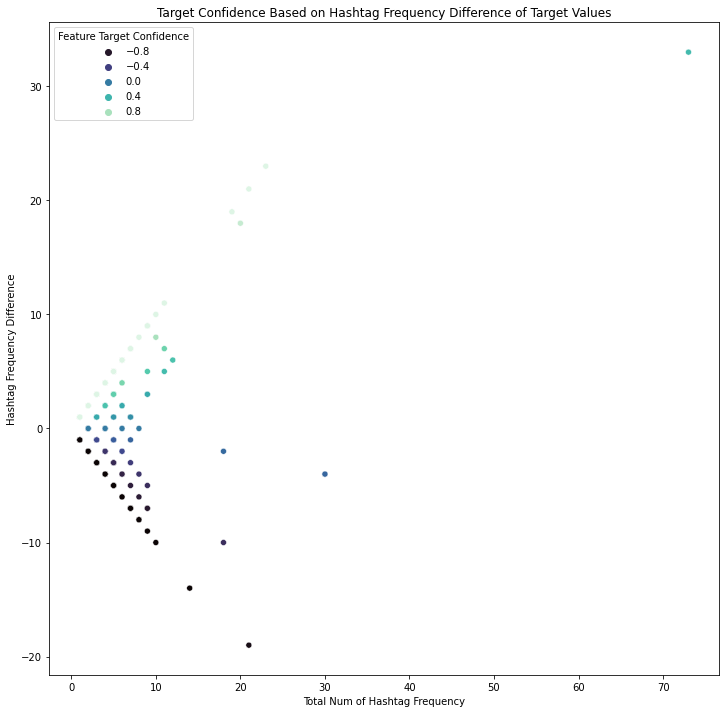 Target Confidence Based on Hashtag Frequency Difference of Target Values
Feature Target Confidence
−0.8
−0.4
0.0
0.4
0.8
30
20
10
0
−10
−20
Hashtag Frequency Difference
0 10 20 30 40 50 60 70
Total Num of Hashtag Frequency